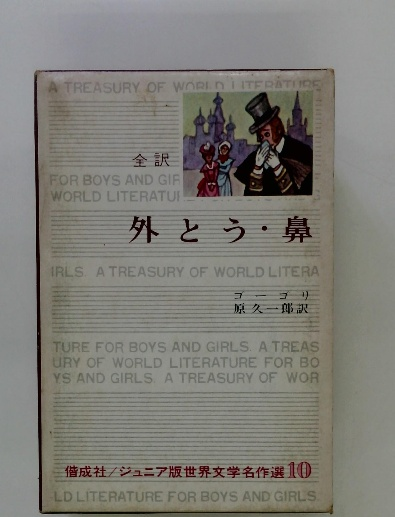 A TREASURY OF WORLD LITERATURE
全訳
FOR BOYS AND GIR
WORLD LITERATU
外とう・鼻
IRLS. A TREASURY OF WORLD LITERA
ゴーゴリ
原久一郎訳
TURE FOR BOYS AND GIRLS. A TREAS
URY OF WORLD LITERATURE FOR BO
YS AND GIRLS. A TREASURY OF WOR
偕成社/ジュニア版世界文学名作選10
LD LITERATURE FOR BOYS AND GIRLS.